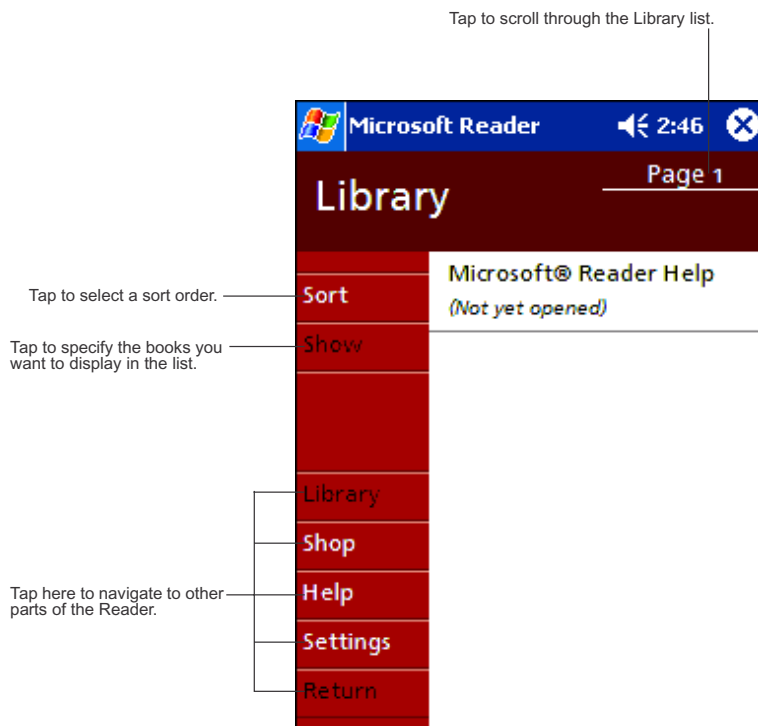 Tap to scroll through the Library list.
Microsoft Reader 2:46
Library
Page 1
Microsoft® Reader Help
(Not yet opened)
Tap to select a sort order.
Sort
Tap to specify the books you
want to display in the list.
Show
Library
Shop
Tap here to navigate to other
parts of the Reader.
Help
Settings
Return